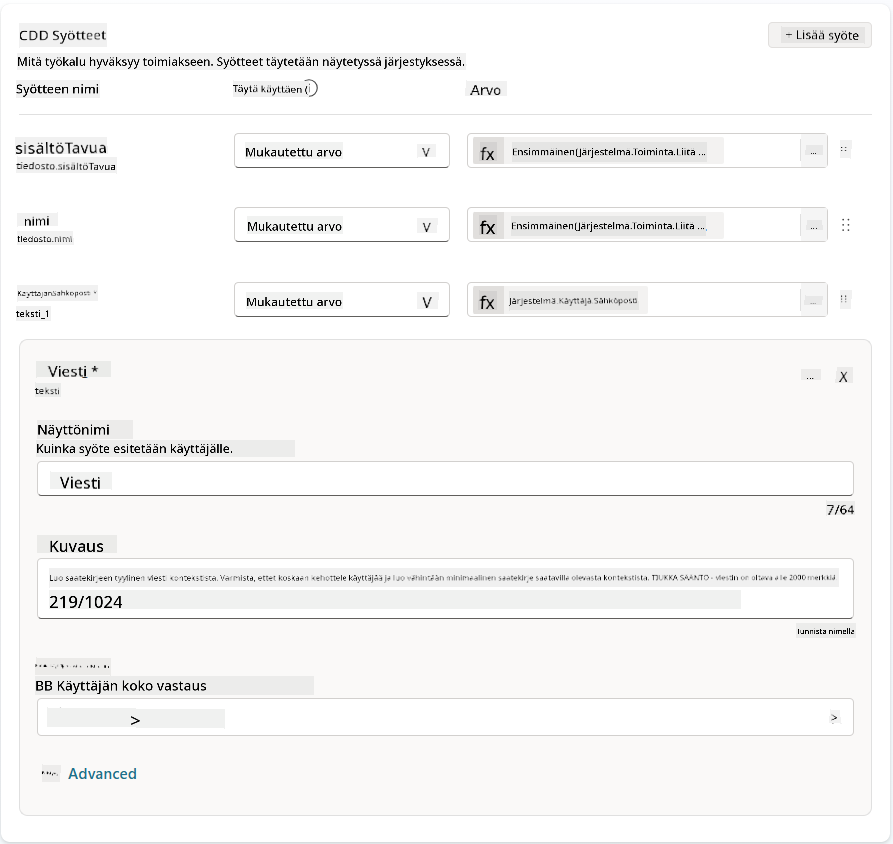 CDD Syötteet
+ Lisää syöte
Mitä työkalu hyväksyy toimiakseen. Syötteet täytetään näytetyssä järjestyksessä.
Syötteen nimi
Täytä käyttäen (i
Arvo
sisältöTavua
Mukautettu arvo
V
fx
Ensimmainen(Järjestelma.Toiminta.Liita ...
...
tiedosto.sisältöTavua
nimi
Mukautettu arvo
V
fx
Ensimmainen(Järjestelma.Toiminta.Liita ...
...
tiedosto.nimi
KäyttäjänSähköposti *
Mukautettu arvo
V
fx
Järjestelmä.Käyttäjä Sähköposti
...
teksti_1
Viesti *
...
X
teksti
Näyttönimi
Kuinka syöte esitetään käyttäjälle.
Viesti
7/64
Kuvaus
Luo saatekirjeen tyylinen viesti kontekstista. Varmista, ettet koskaan kehottele käyttäjää ja luo vähintään minimaalinen saatekirje saatavilla olevasta kontekstista. TIUKKA SÄÄNTÖ - viestin on oltava alle 2000 merkkiä
219/1024
Tunnista nimellä
BB Käyttäjän koko vastaus
>
>
Advanced